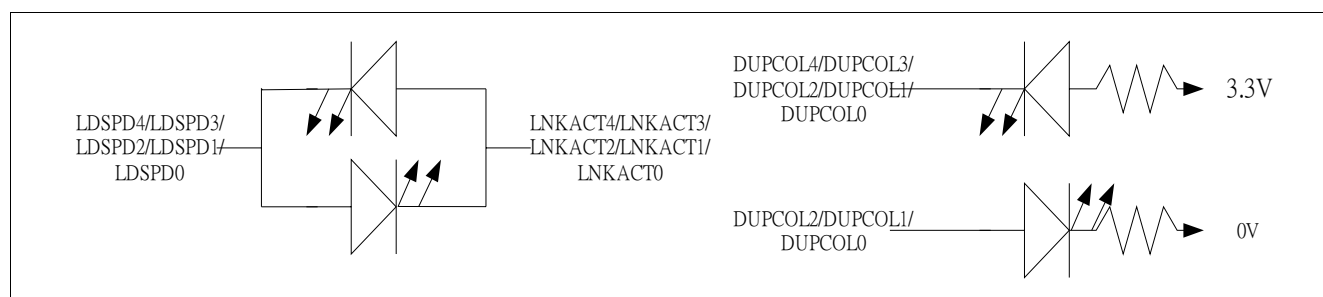 LDSPD4/LDSPD3/
LDSPD2/LDSPD1/
LDSPD0
LNKACT4/LNKACT3/
LNKACT2/LNKACT1/
LNKACT0
DUPCOL4/DUPCOL3/
DUPCOL2/DUPCOL1/
DUPCOL0
3.3V
DUPCOL2/DUPCOL1/
DUPCOL0
0V